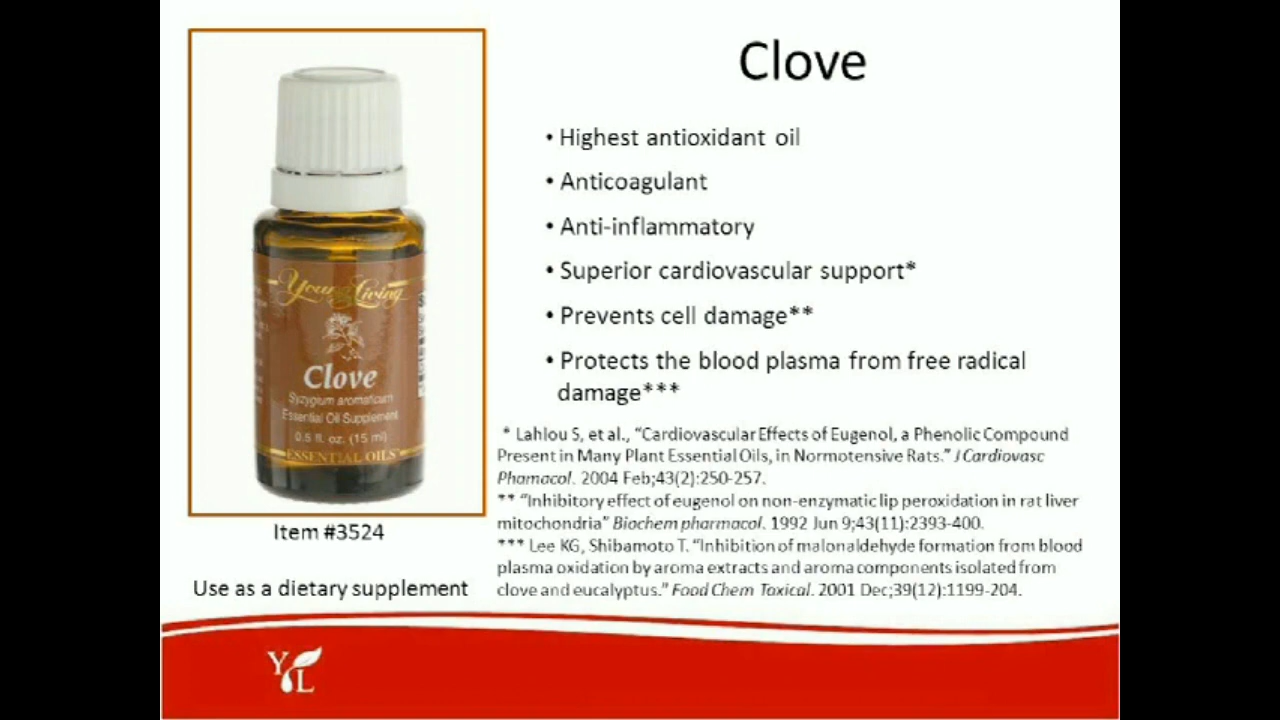 Clove
• Highest antioxidant oil
• Anticoagulant
• Anti-inflammatory
• Superior cardiovascular support*
• Prevents cell damage**
• Protects the blood plasma from free radical
damage***
* Lahlou S, et al., “Cardiovascular Effects of Eugenol, a Phenolic Compound
Present in Many Plant Essential Oils, in Normotensive Rats.” J Cardiovasc
Phamacol. 2004 Feb;43(2):250-257.
** “Inhibitory effect of eugenol on non-enzymatic lip peroxidation in rat liver
mitochondria” Biochem pharmacol. 1992 Jun 9;43(11):2393-400.
*** Lee KG, Shibamoto T. “Inhibition of malonaldehyde formation from blood
plasma oxidation by aroma extracts and aroma components isolated from
clove and eucalyptus.” Food Chem Toxical. 2001 Dec;39(12):1199-204.
Young Living
Clove
Syzygium aromaticum
Essential Oil Supplement
0.5 fl. oz. (15 ml)
ESSENTIAL OILS
Item #3524
Use as a dietary supplement
Y L